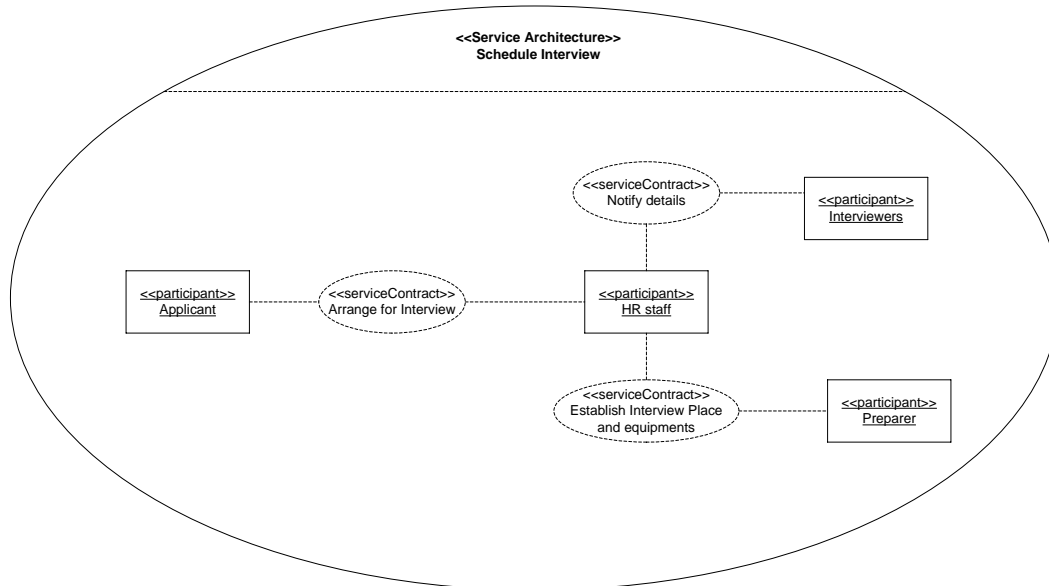 <<Service Architecture>>
Schedule Interview
<<serviceContract>>
Notify details
<<participant>>
Interviewers
<<participant>>
Applicant
<<serviceContract>>
Arrange for Interview
<<participant>>
HR staff
<<serviceContract>>
Establish Interview Place
and equipments
<<participant>>
Preparer